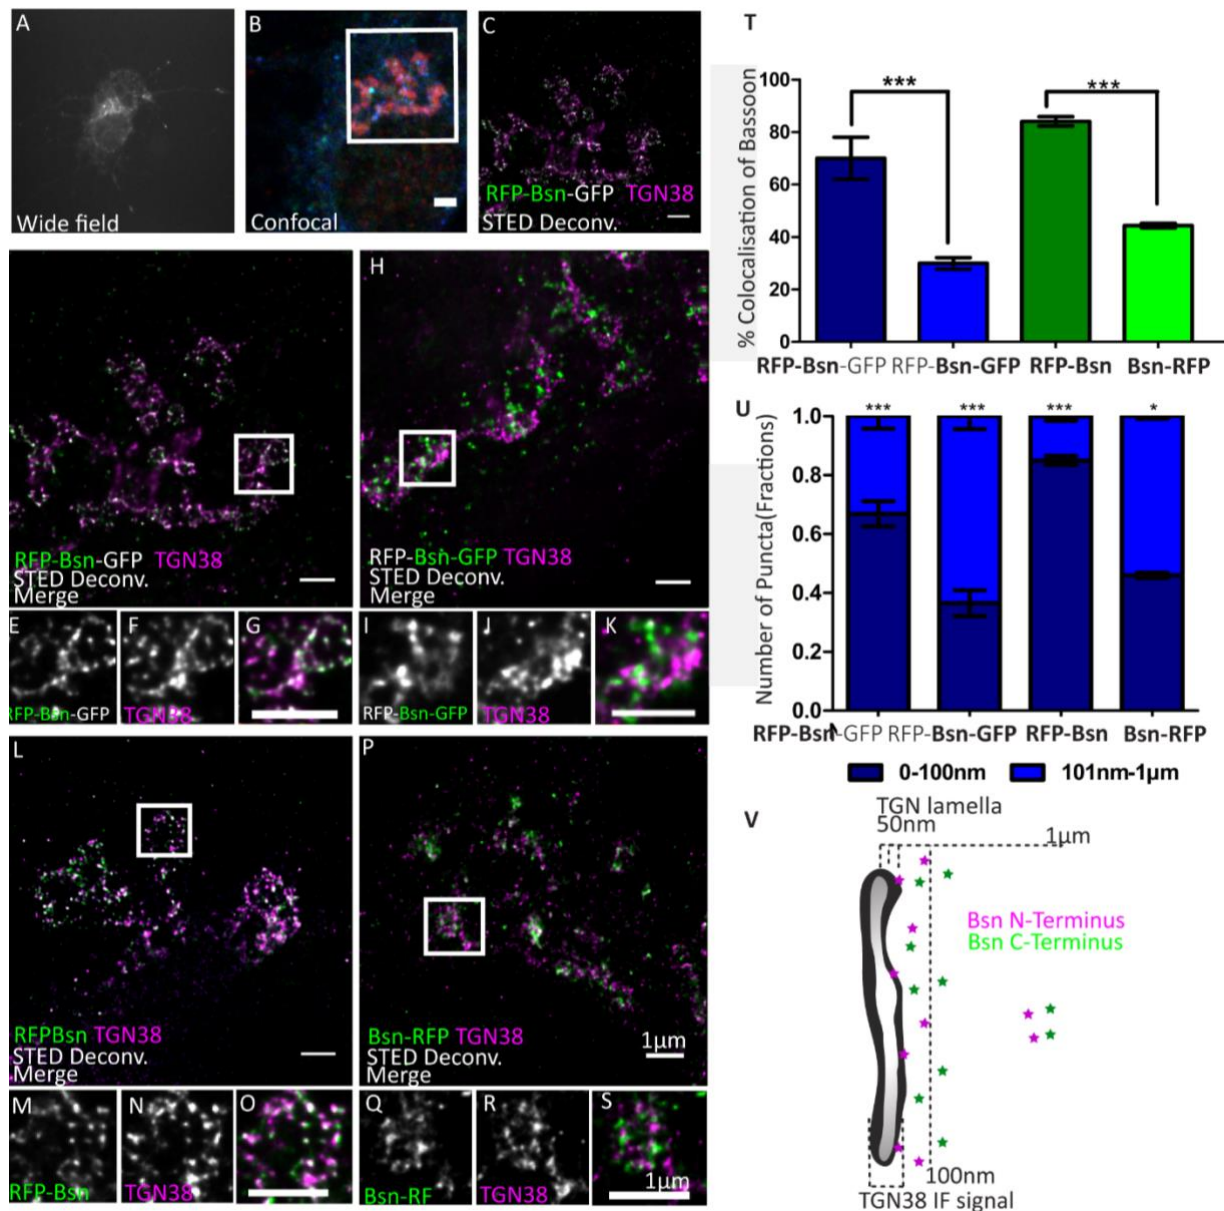 A
Wide field
B
Confocal
C
RFP-Bsn-GFP TGN38
STED Deconv.
RFP-Bsn-GFP TGN38
STED Deconv.
Merge
H
RFP-Bsn-GFP TGN38
STED Deconv.
Merge
E
RFP-Bsn-GFP
F
TGN38
G
I
RFP-Bsn-GFP
J
TGN38
K
L
RFPBsn TGN38
STED Deconv.
Merge
P
Bsn-RFP TGN38
STED Deconv.
Merge
1µm
M
RFP-Bsn
N
TGN38
O
Q
Bsn-RF
R
TGN38
S
1µm
T
% Colocalisation of Bassoon
100
80
60
40
20
0
***
***
RFP-Bsn-GFP RFP-Bsn-GFP RFP-Bsn Bsn-RFP
U
Number of Puncta(Fractions)
1.0
0.8
0.6
0.4
0.2
0.0
*** *** *** *
RFP-Bsn-GFP RFP-Bsn-GFP RFP-Bsn Bsn-RFP
0-100nm 101nm-1µm
V
TGN lamella
50nm
1µm
Bsn N-Terminus
Bsn C-Terminus
100nm
TGN38 IF signal